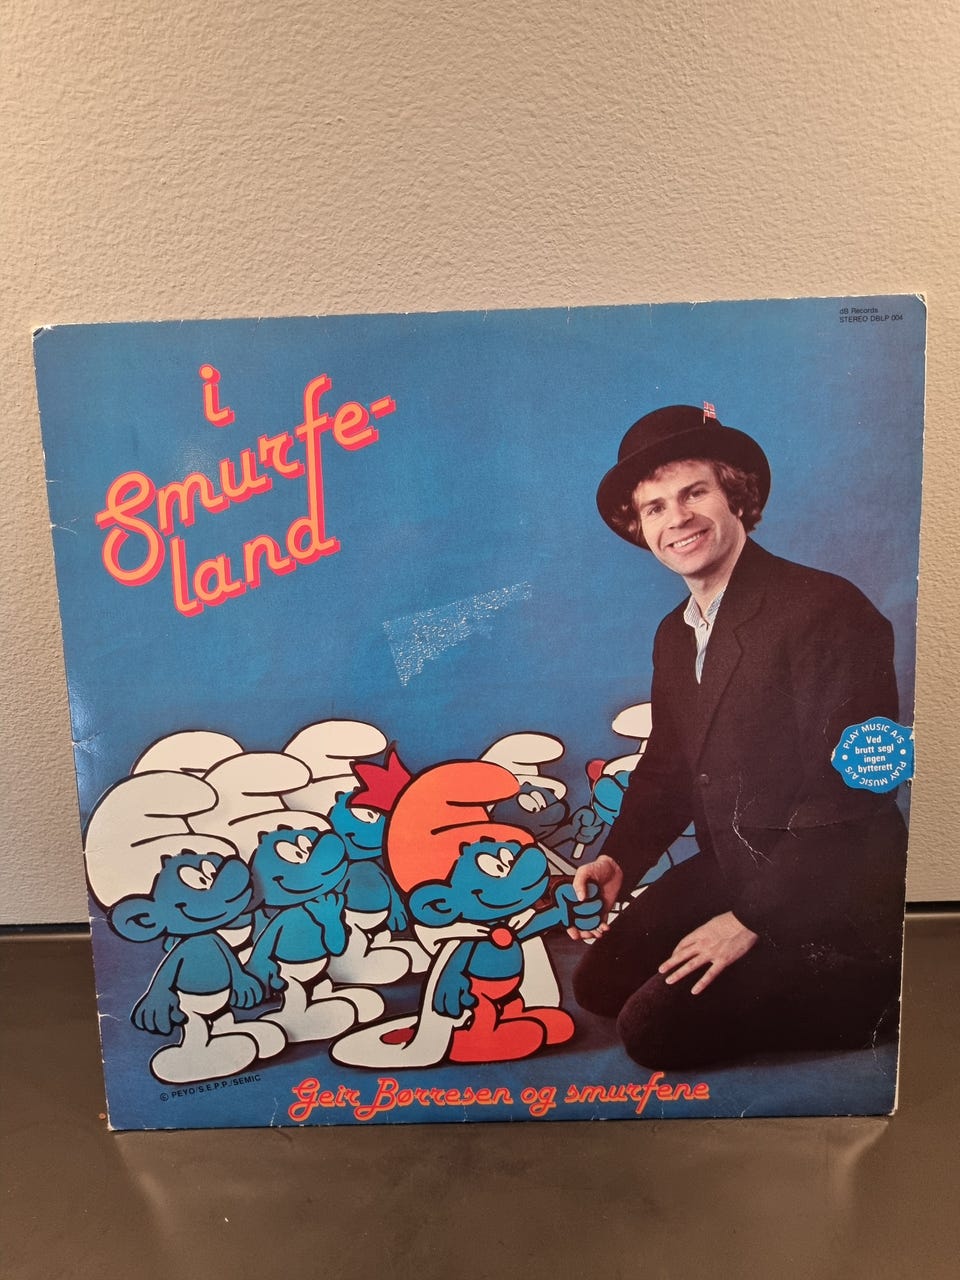 dB Records
STEREO DBLP 004
i
Smurfe-
land
PLAY MUSIC A/S
Ved
brutt segl
ingen
bytterett
PLAY MUSIC A/S
© PEYO/S.E.P.P./SEMIC
Geir Børresen og smurfene